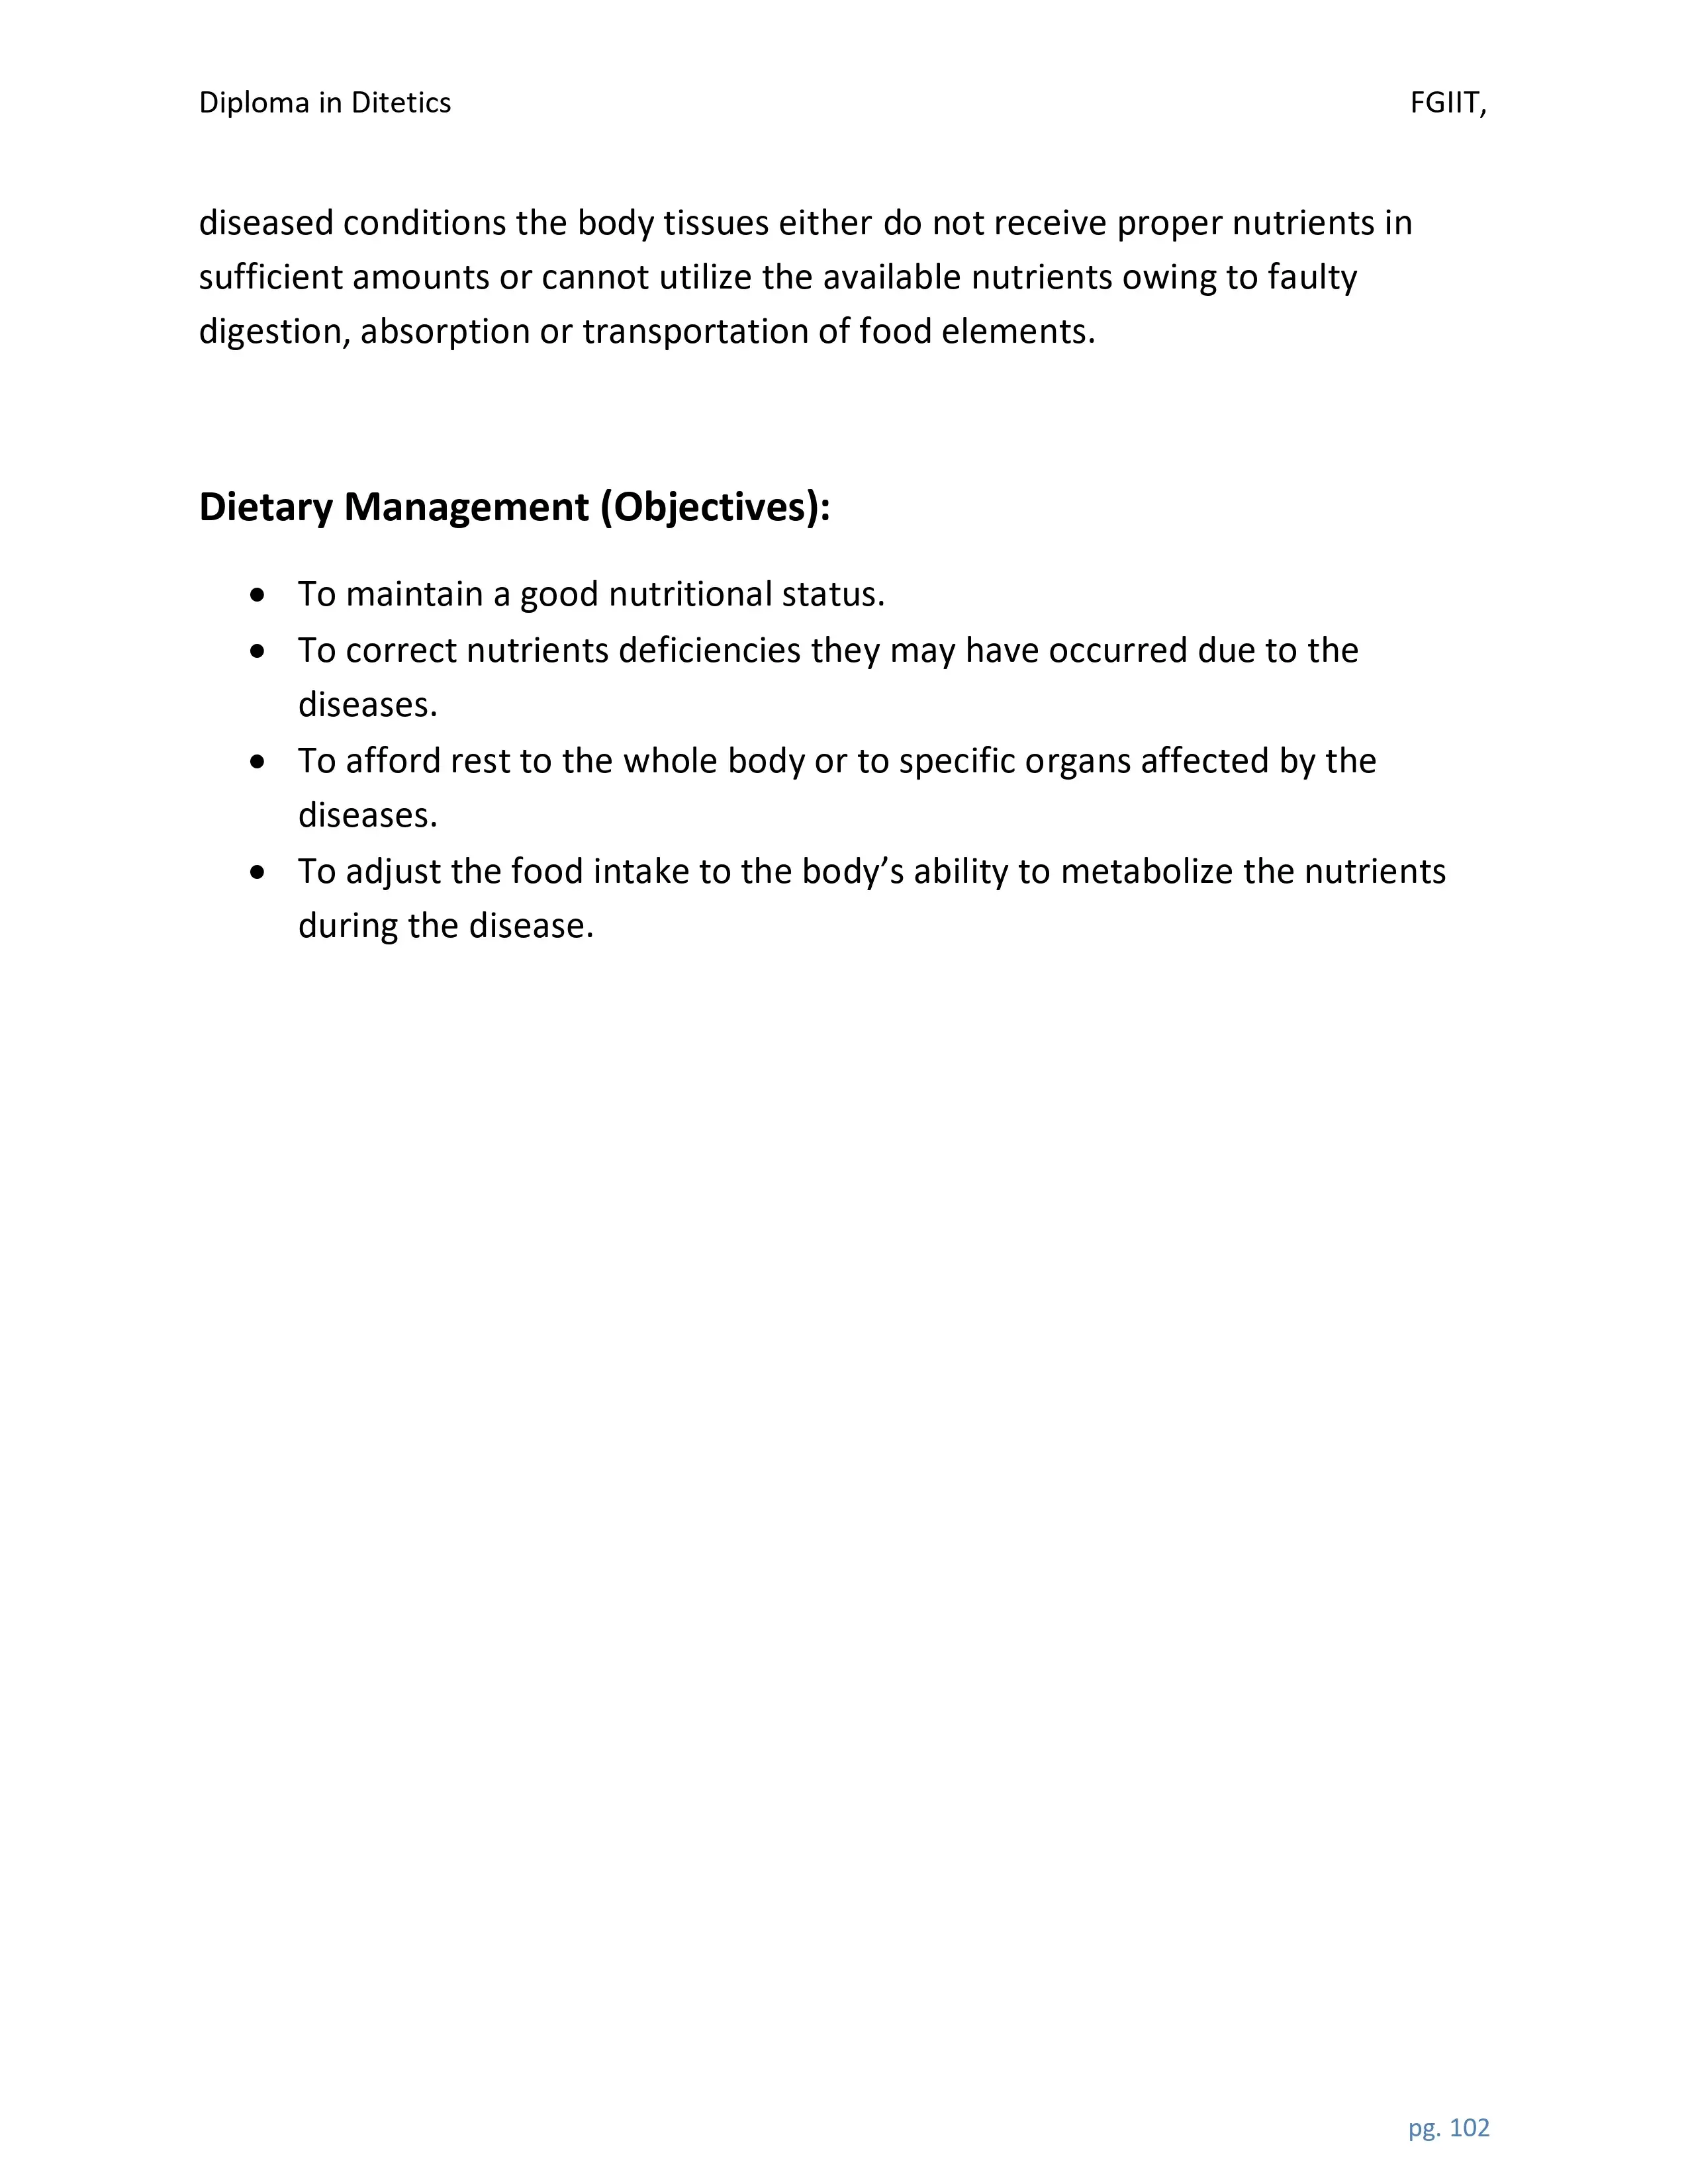 Diploma in Ditetics FGIIT,
diseased conditions the body tissues either do not receive proper nutrients in
sufficient amounts or cannot utilize the available nutrients owing to faulty
digestion, absorption or transportation of food elements.
Dietary Management (Objectives):
• To maintain a good nutritional status.
• To correct nutrients deficiencies they may have occurred due to the
diseases.
• To afford rest to the whole body or to specific organs affected by the
diseases.
• To adjust the food intake to the body’s ability to metabolize the nutrients
during the disease.
pg. 102